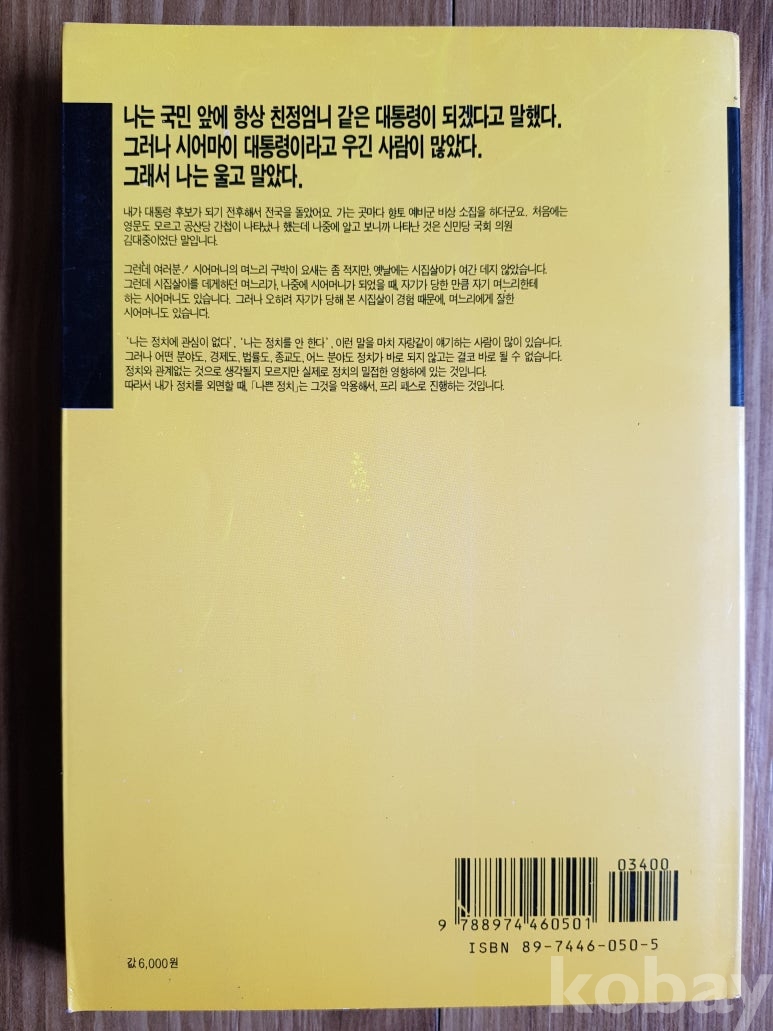 나는 국민 앞에 항상 친정엄니 같은 대통령이 되겠다고 말했다.
그러나 시어마이 대통령이라고 우긴 사람이 많았다.
그래서 나는 울고 말았다.
내가 대통령 후보가 되기 전후해서 전국을 돌았어요. 가는 곳마다 향토 예비군 비상 소집을 하더군요. 처음에는
영문도 모르고 공산당 간첩이 나타났나 했는데 나중에 알고 보니까 나타난 것은 신민당 국회 의원
김대중이었단 말입니다.
그런데 여러분! 시어머니의 며느리 구박이 요새는 좀 적지만, 옛날에는 시집살이가 여간 데지 않았습니다.
그런데 시집살이를 데게하던 며느리가, 나중에 시어머니가 되었을 때, 자기가 당한 만큼 자기 며느리한테
하는 시어머니도 있습니다. 그러나 오히려 자기가 당해 본 시집살이 경험 때문에, 며느리에게 잘한
시어머니도 있습니다.
'나는 정치에 관심이 없다', '나는 정치를 안 한다', 이런 말을 마치 자랑같이 얘기하는 사람이 많이 있습니다.
그러나 어떤 분야도, 경제도, 법률도, 종교도, 어느 분야도 정치가 바로 되지 않고는 결코 바로 될 수 없습니다.
정치와 관계없는 것으로 생각될지 모르지만 실제로 정치의 밀접한 영향하에 있는 것입니다.
따라서 내가 정치를 외면할 때, 「나쁜 정치」는 그것을 악용해서, 프리 패스로 진행하는 것입니다.
03400
9 788974 460501
ISBN 89-7446-050-5
값 6,000원
kobay